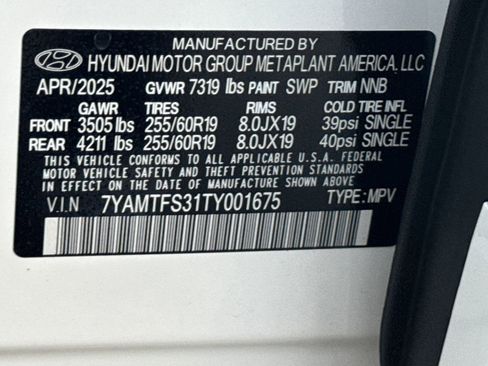 MANUFACTURED BY
HYUNDAI MOTOR GROUP METAPLANT AMERICA, LLC
APR/2025 GVWR 7319 lbs PAINT SWP TRIM NNB
GAWR TIRES RIMS COLD TIRE INFL
FRONT 3505 lbs 255/60R19 8.0JX19 39psi SINGLE
REAR 4211 lbs 255/60R19 8.0JX19 40psi SINGLE
THIS VEHICLE CONFORMS TO ALL APPLICABLE U.S.A. FEDERAL
MOTOR VEHICLE SAFETY AND THEFT PREVENTION STANDARDS
IN EFFECT ON THE DATE OF MANUFACTURE SHOWN ABOVE.
V.I.N 7YAMTFS31TY001675 TYPE: MPV